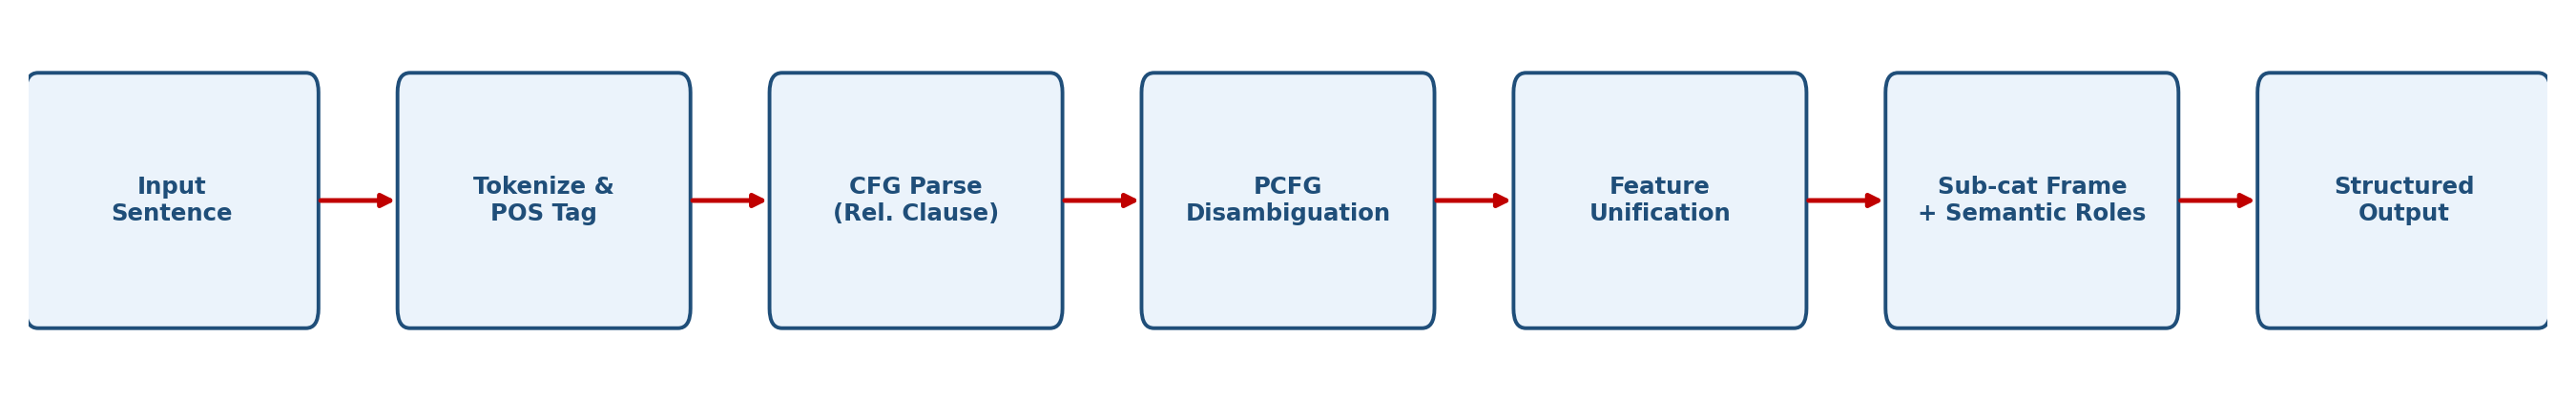 Input
Sentence
Tokenize &
POS Tag
CFG Parse
(Rel. Clause)
PCFG
Disambiguation
Feature
Unification
Sub-cat Frame
+ Semantic Roles
Structured
Output